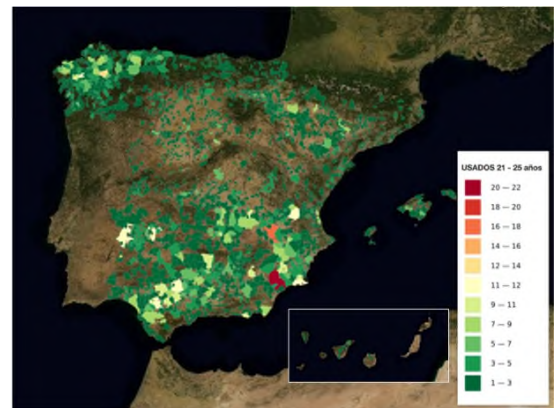 USADOS 21 - 25 años
20 — 22
18 — 20
16 — 18
14 — 16
12 — 14
11 — 12
9 — 11
7 — 9
5 — 7
3 — 5
1 — 3